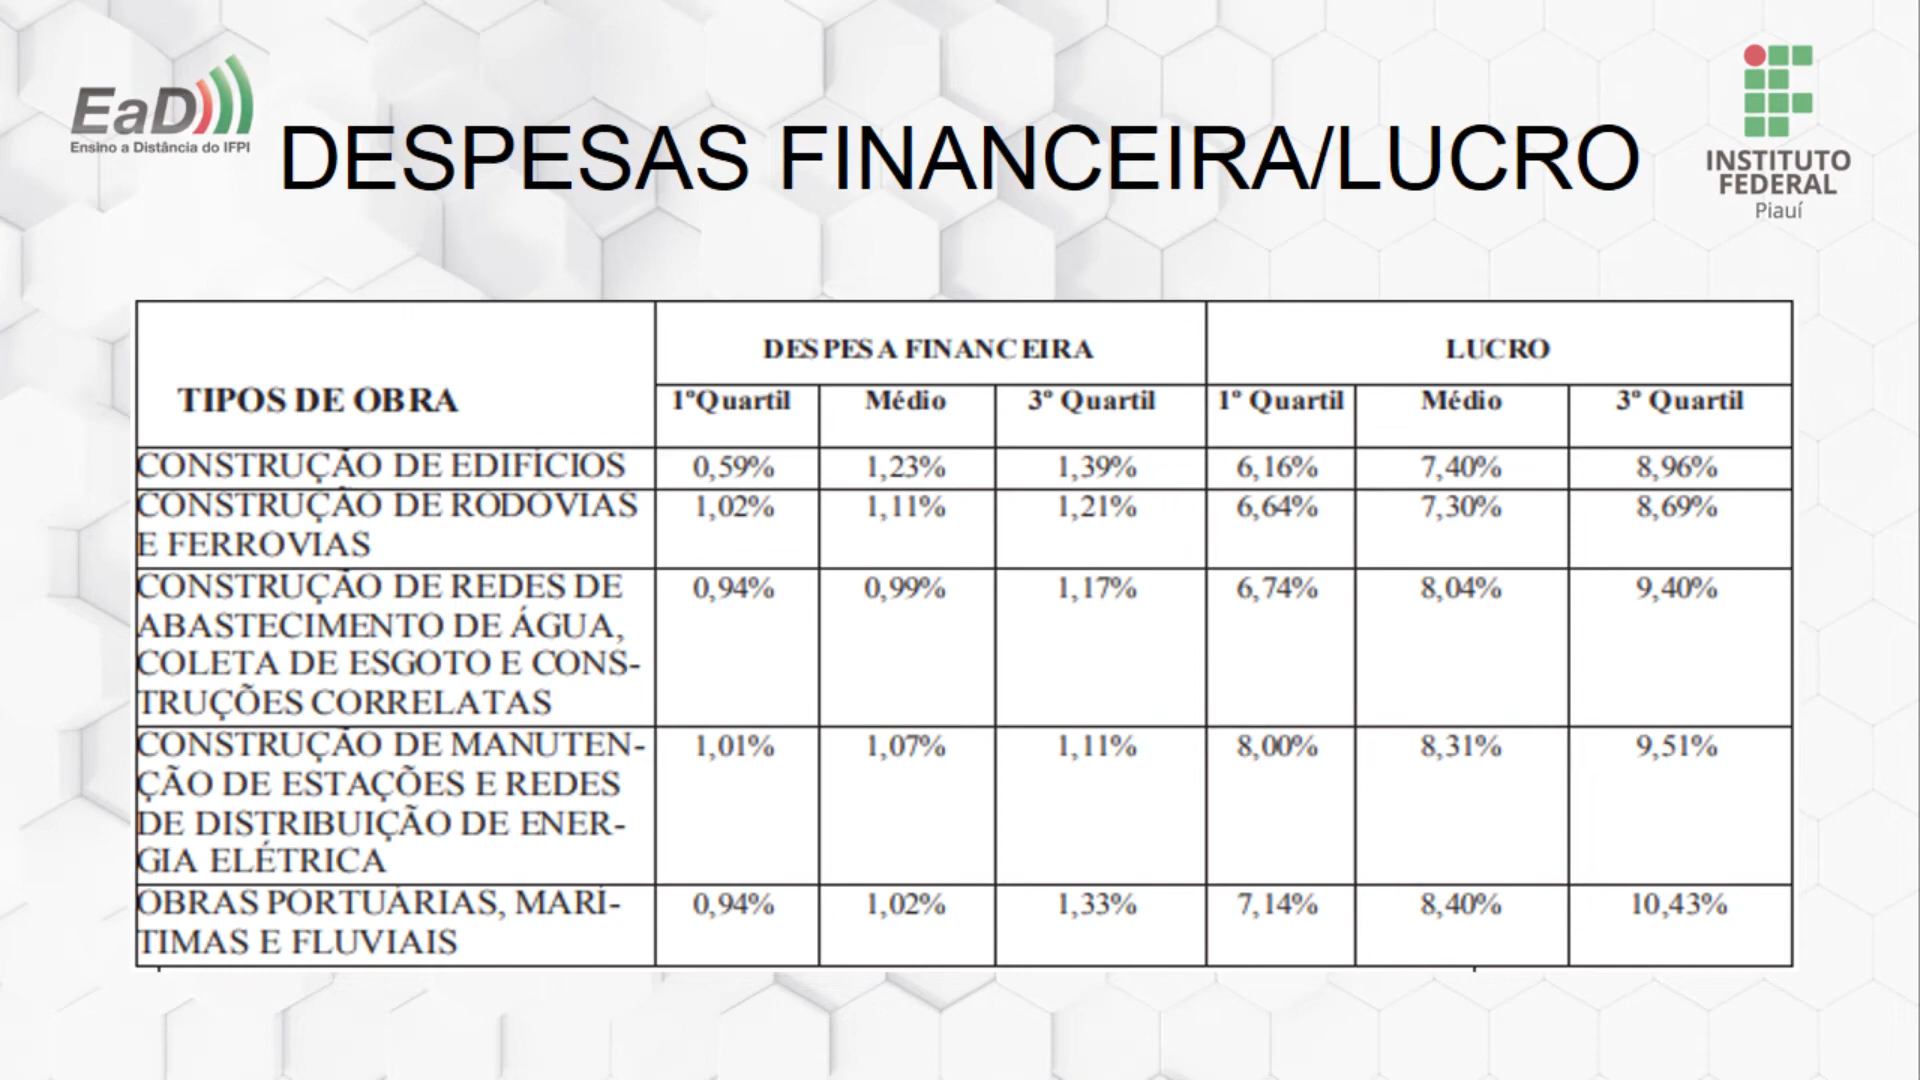 EaD
Ensino a Distância do IFPI
DESPESAS FINANCEIRA/LUCRO
INSTITUTO
FEDERAL
Piauí
TIPOS DE OBRA
DESPESA FINANCEIRA
LUCRO
1ºQuartil Médio 3º Quartil 1º Quartil Médio 3º Quartil
CONSTRUÇÃO DE EDIFÍCIOS 0,59% 1,23% 1,39% 6,16% 7,40% 8,96%
CONSTRUÇÃO DE RODOVIAS 1,02% 1,11% 1,21% 6,64% 7,30% 8,69%
E FERROVIAS
CONSTRUÇÃO DE REDES DE 0,94% 0,99% 1,17% 6,74% 8,04% 9,40%
ABASTECIMENTO DE ÁGUA,
COLETA DE ESGOTO E CONS-
TRUÇÕES CORRELATAS
CONSTRUÇÃO DE MANUTEN- 1,01% 1,07% 1,11% 8,00% 8,31% 9,51%
ÇÃO DE ESTAÇÕES E REDES
DE DISTRIBUIÇÃO DE ENER-
GIA ELÉTRICA
OBRAS PORTUÁRIAS, MARÍ- 0,94% 1,02% 1,33% 7,14% 8,40% 10,43%
TIMAS E FLUVIAIS